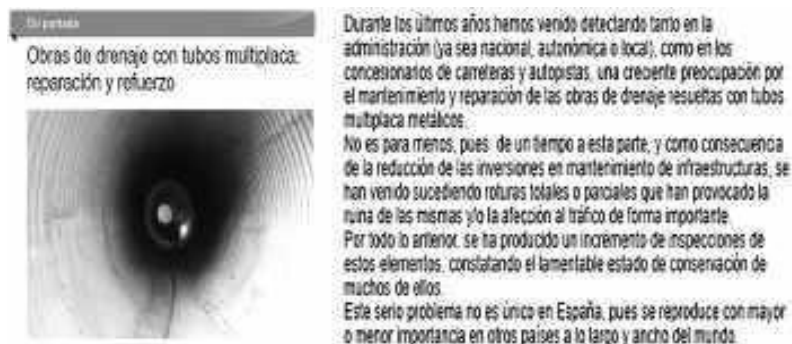 En portada
Obras de drenaje con tubos multiplaca:
reparación y refuerzo
Durante los últimos años hemos venido detectando tanto en la
administración (ya sea nacional, autonómica o local), como en los
concesionarios de carreteras y autopistas, una creciente preocupación por
el mantenimiento y reparación de las obras de drenaje resueltas con tubos
multiplaca metálicos.
No es para menos, pues de un tiempo a esta parte, y como consecuencia
de la reducción de las inversiones en mantenimiento de infraestructuras, se
han venido sucediendo roturas totales o parciales que han provocado la
ruina de las mismas y/o la afección al tráfico de forma importante.
Por todo lo anterior, se ha producido un incremento de inspecciones de
estos elementos, constatando el lamentable estado de conservación de
muchos de ellos.
Este serio problema no es único en España, pues se reproduce con mayor
o menor importancia en otros países a lo largo y ancho del mundo.